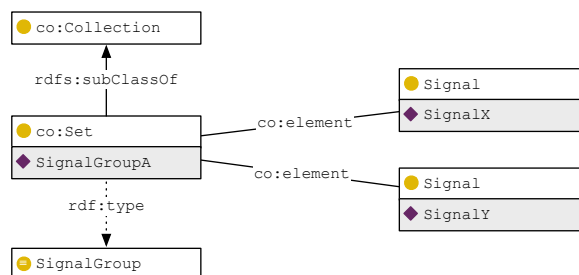 co:Collection
rdfs:subClassOf
co:Set
SignalGroupA
rdf:type
= SignalGroup
co:element
co:element
Signal
SignalX
Signal
SignalY